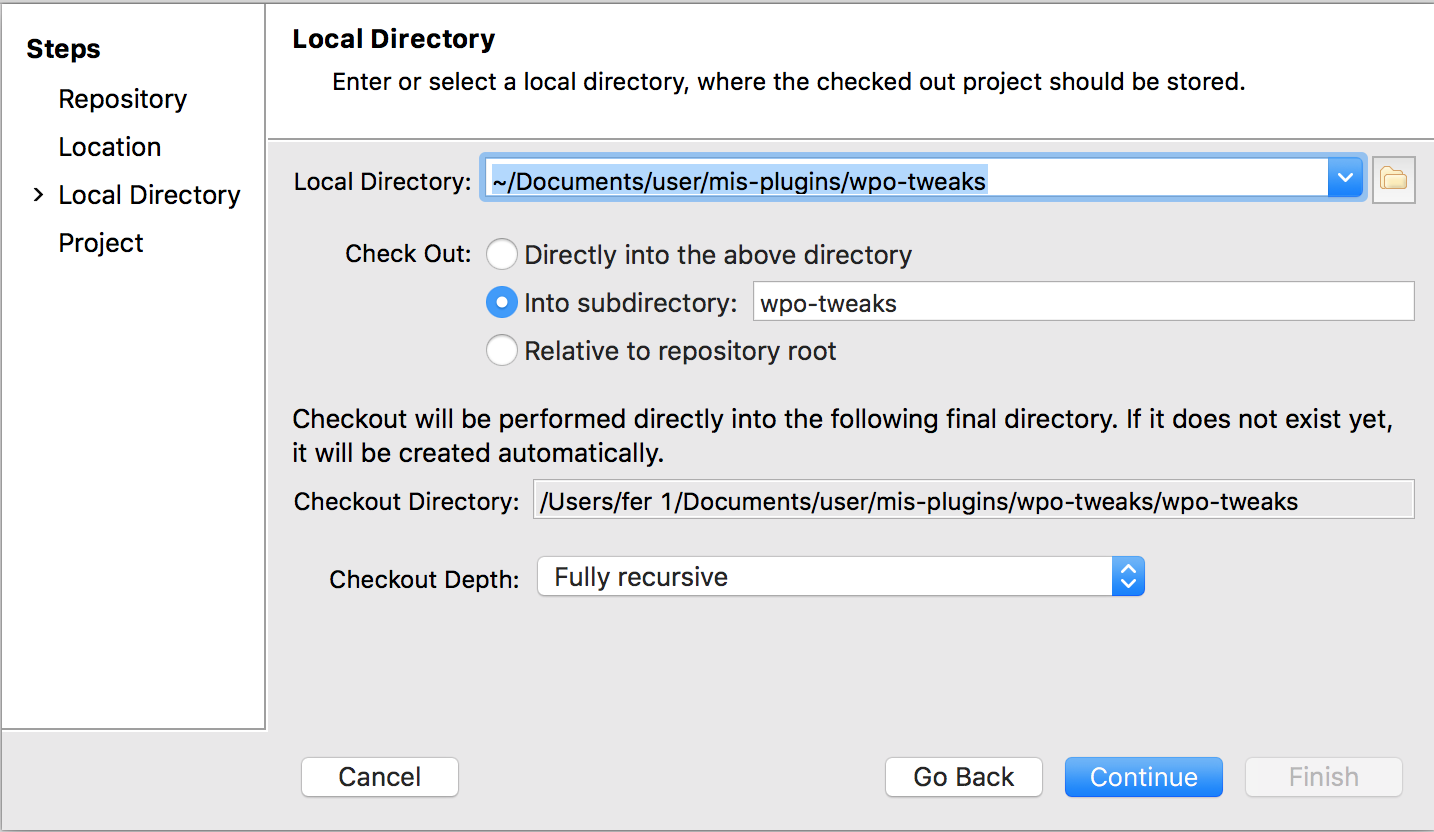 Steps
Repository
Location
> Local Directory
Project
Local Directory
Enter or select a local directory, where the checked out project should be stored.
Local Directory: ~/Documents/user/mis-plugins/wpo-tweaks
Check Out: Directly into the above directory
Into subdirectory: wpo-tweaks
Relative to repository root
Checkout will be performed directly into the following final directory. If it does not exist yet,
it will be created automatically.
Checkout Directory: /Users/fer 1/Documents/user/mis-plugins/wpo-tweaks/wpo-tweaks
Checkout Depth: Fully recursive
Cancel Go Back Continue Finish